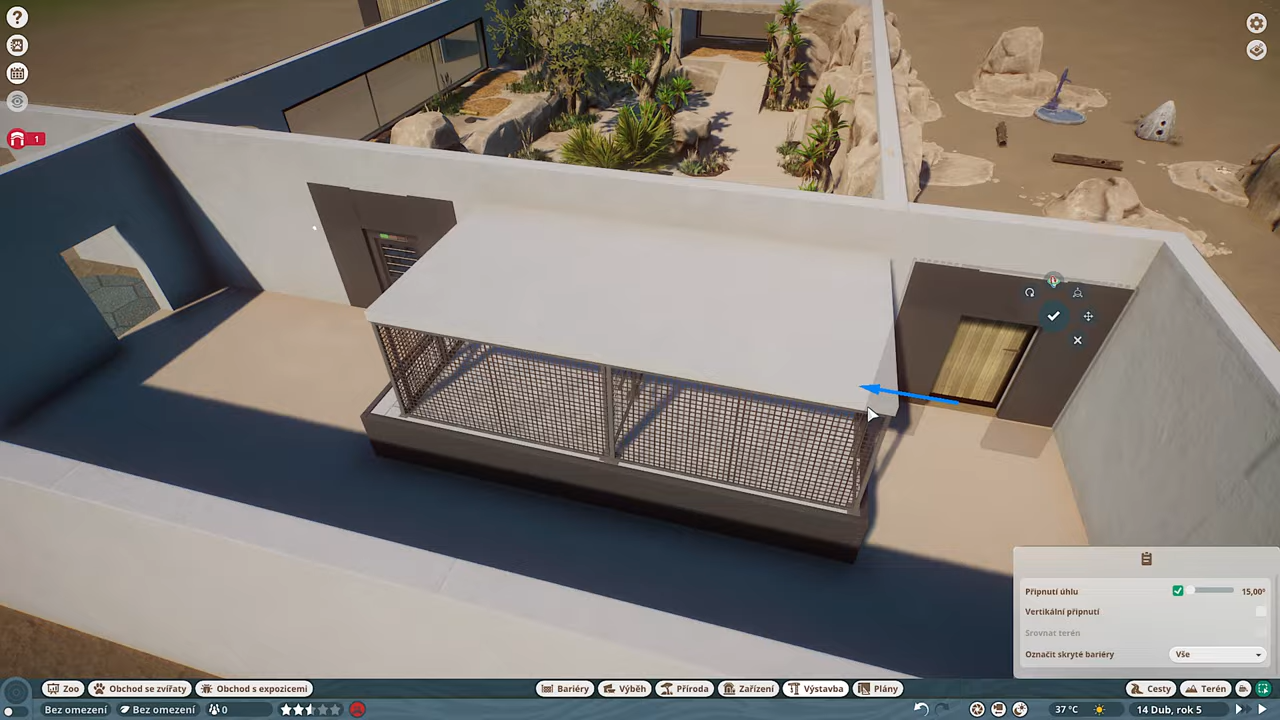 ?
1
Připnutí úhlu 15,00°
Vertikální připnutí
Srovnat terén
Označit skryté bariéry Vše
Zoo Obchod se zvířaty Obchod s expozicemi Bariéry Výběh Příroda Zařízení Výstavba Plány Cesty Terén
Bez omezení Bez omezení 0 37 °C 14 Dub, rok 5